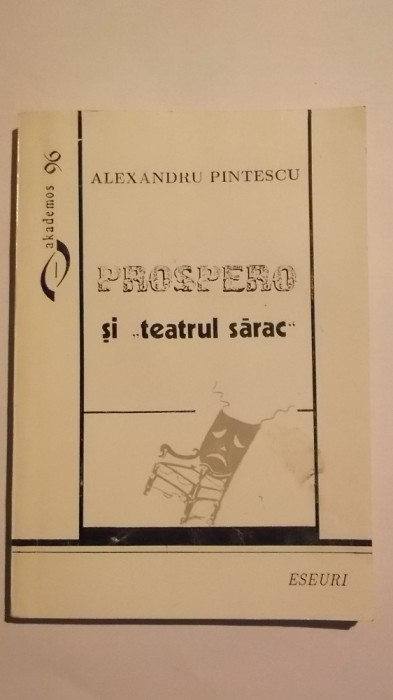 akademos 96
ALEXANDRU PINTESCU
PROSPERO
și „teatrul sărac"
ESEURI